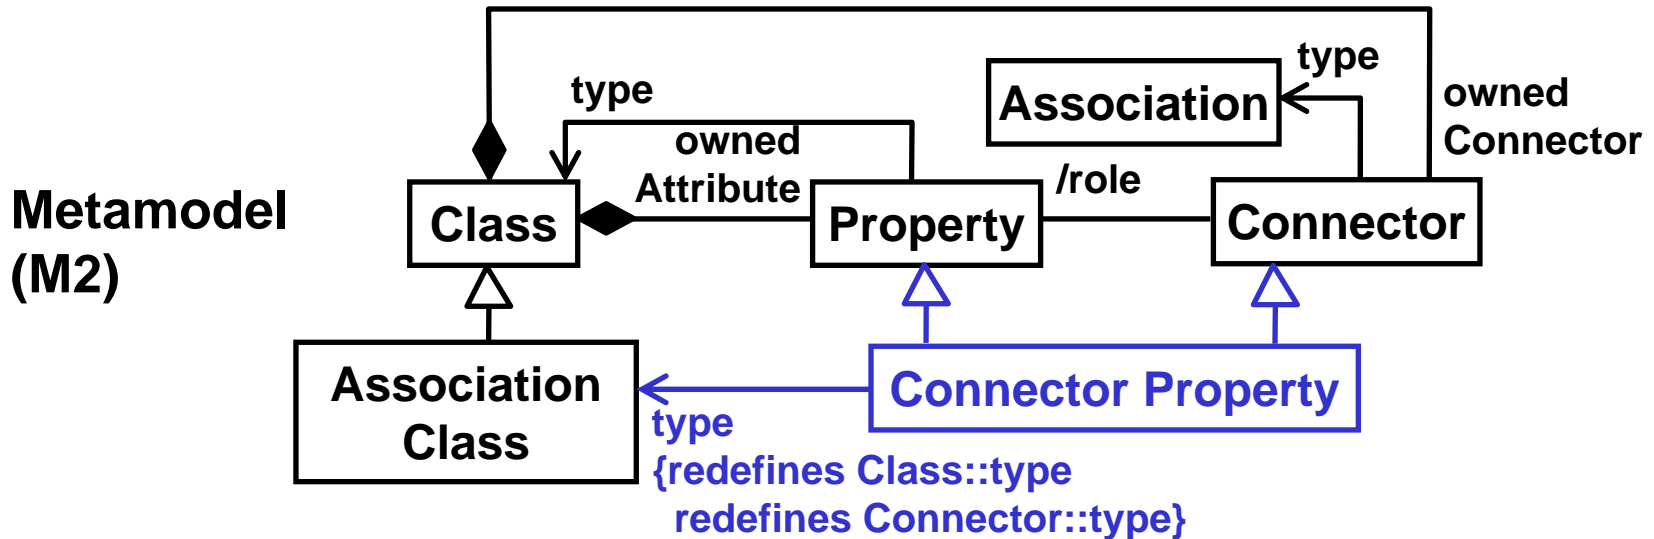 type
type
Association
owned
Connector
owned
Attribute
/role
Metamodel
(M2)
Class
Property
Connector
Association
Class
Connector Property
type
{redefines Class::type
redefines Connector::type}